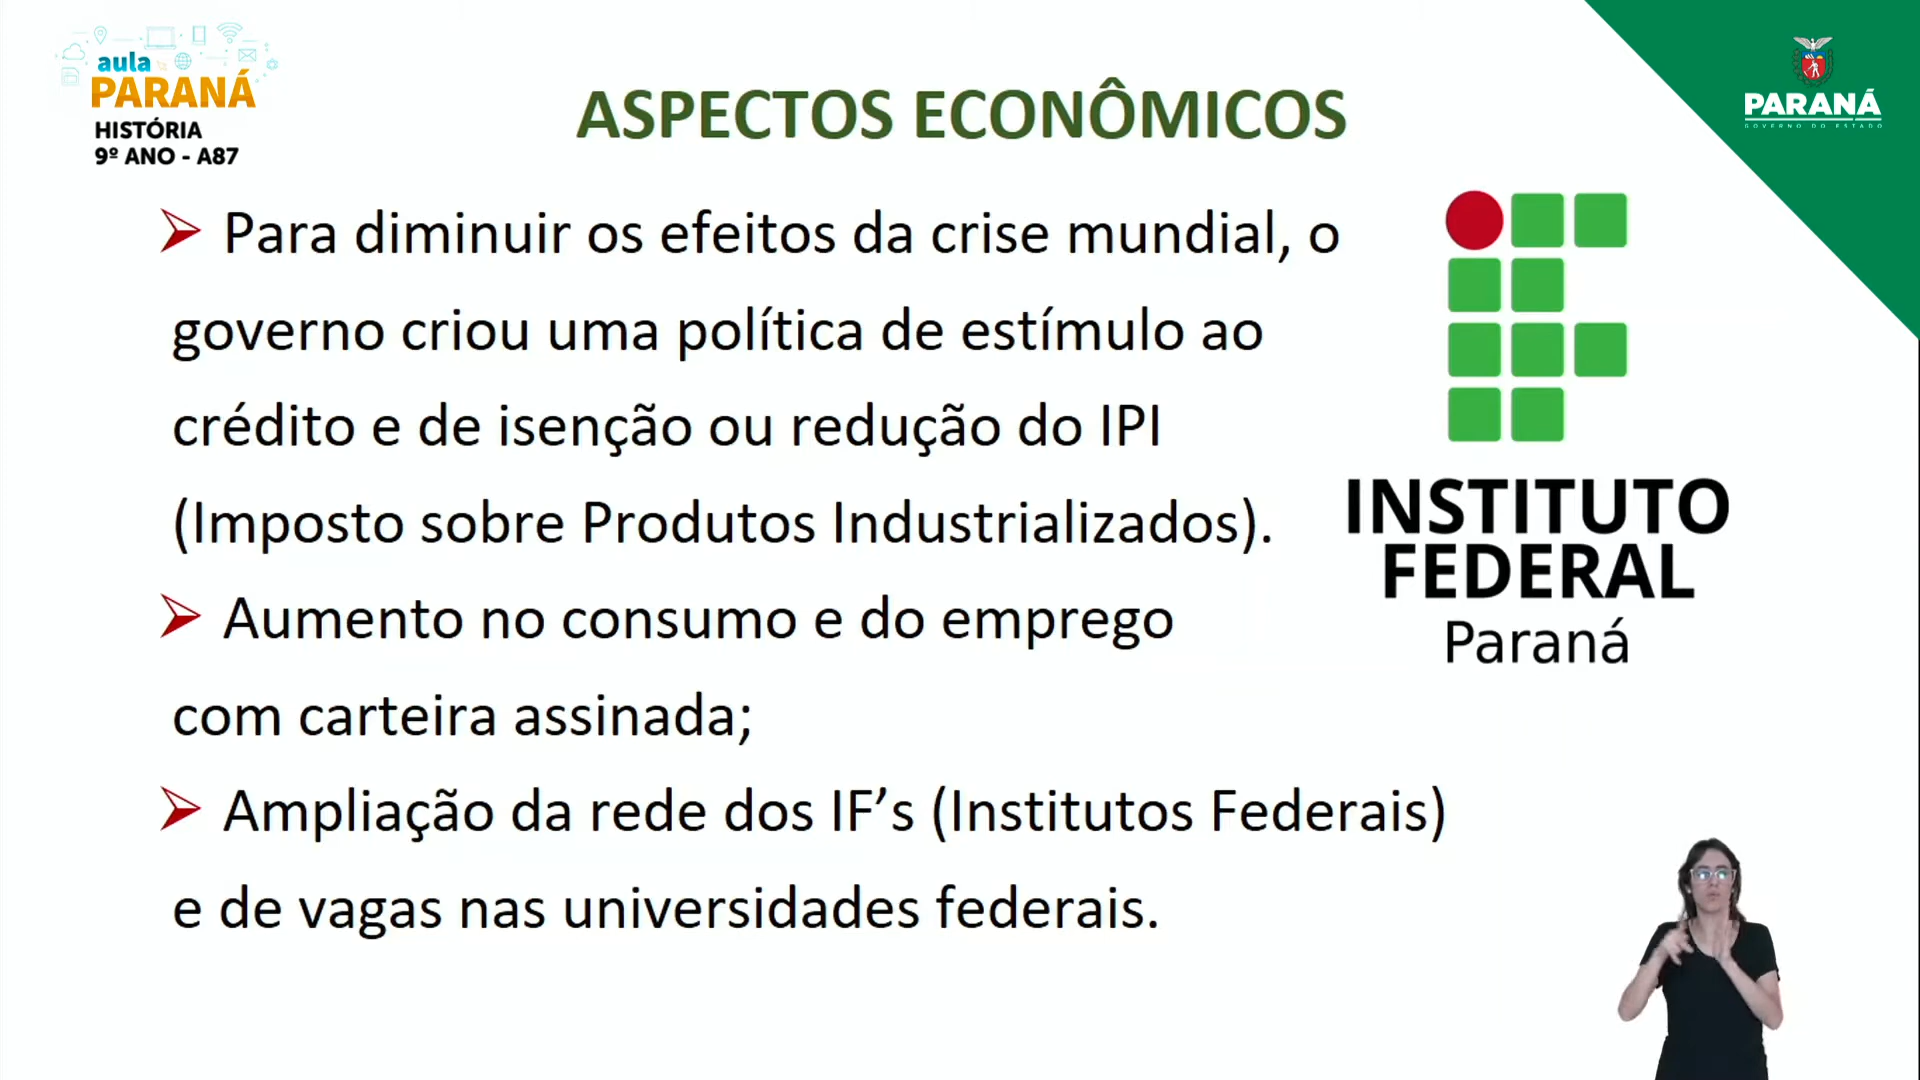 aula
PARANÁ
HISTÓRIA
9º ANO - A87
ASPECTOS ECONÔMICOS
PARANÁ
GOVERNO DO ESTADO
Para diminuir os efeitos da crise mundial, o
governo criou uma política de estímulo ao
crédito e de isenção ou redução do IPI
(Imposto sobre Produtos Industrializados).
Aumento no consumo e do emprego
com carteira assinada;
Ampliação da rede dos IF’s (Institutos Federais)
e de vagas nas universidades federais.
INSTITUTO
FEDERAL
Paraná